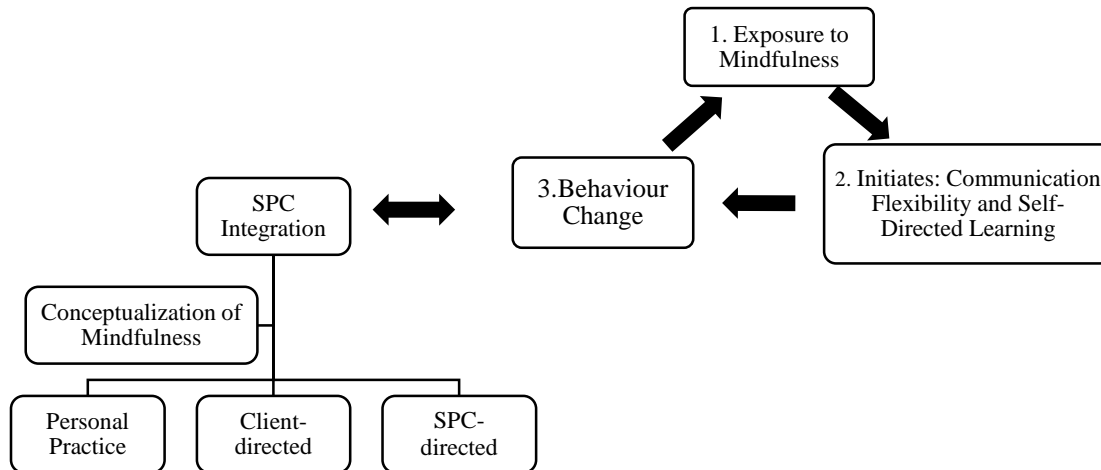 1. Exposure to
Mindfulness
2. Initiates: Communication
Flexibility and Self-
Directed Learning
3.Behaviour
Change
SPC
Integration
Conceptualization of
Mindfulness
Personal
Practice
Client-
directed
SPC-
directed